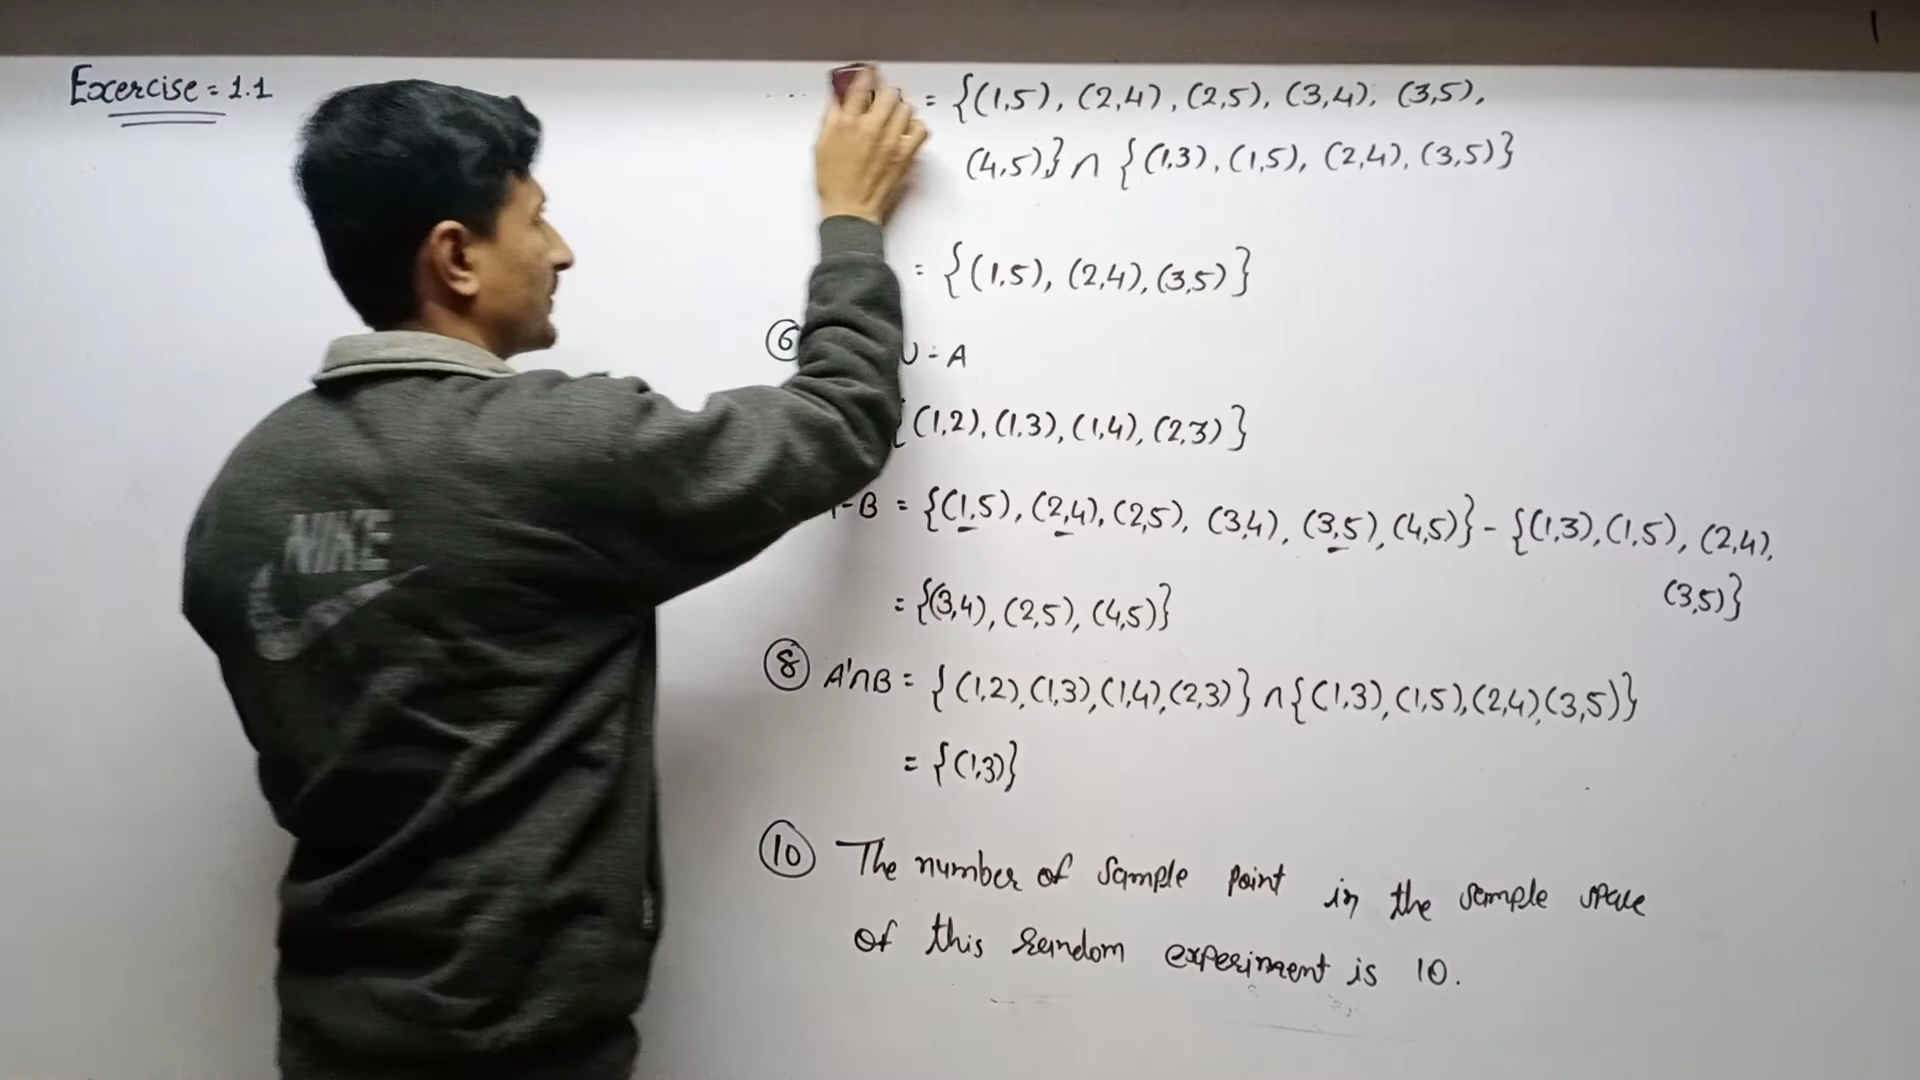 Excercise = 1.1
= {(1,5), (2,4), (2,5), (3,4), (3,5),
(4,5)} ∩ {(1,3), (1,5), (2,4), (3,5)}
= {(1,5), (2,4), (3,5)}
⑥ U - A
{(1,2), (1,3), (1,4), (2,3)}
-B = {(1,5), (2,4), (2,5), (3,4), (3,5), (4,5)} - {(1,3), (1,5), (2,4),
(3,5)}
= {(3,4), (2,5), (4,5)}
⑧ A'∩B = {(1,2), (1,3), (1,4), (2,3)} ∩ {(1,3), (1,5), (2,4), (3,5)}
= {(1,3)}
⑩ The number of sample point in the sample space
of this random experiment is 10.
NIKE